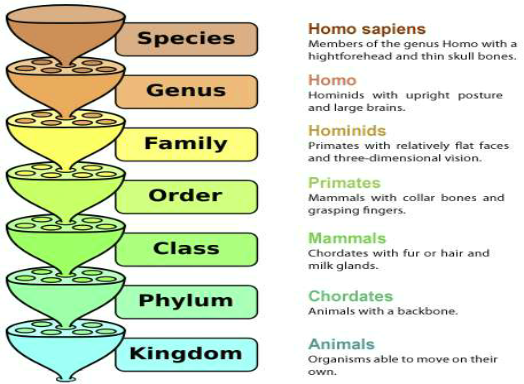 Species
Homo sapiens
Members of the genus Homo with a
hightforehead and thin skull bones.
Genus
Homo
Hominids with upright posture
and large brains.
Family
Hominids
Primates with relatively flat faces
and three-dimensional vision.
Order
Primates
Mammals with collar bones and
grasping fingers.
Class
Mammals
Chordates with fur or hair and
milk glands.
Phylum
Chordates
Animals with a backbone.
Kingdom
Animals
Organisms able to move on their
own.